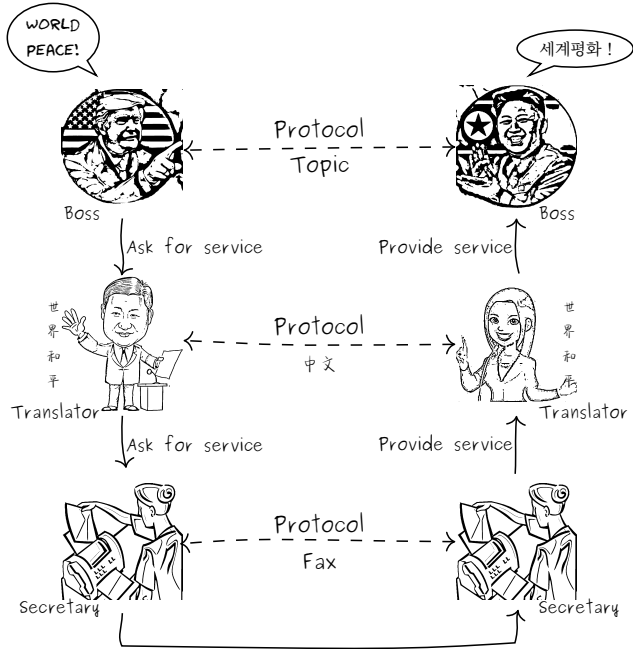 WORLD
PEACE!
세계평화 !
Protocol
Topic
Boss
Boss
Ask for service
Provide service
世界和平
Protocol
中文
世界和平
Translator
Translator
Ask for service
Provide service
Protocol
Fax
Secretary
Secretary